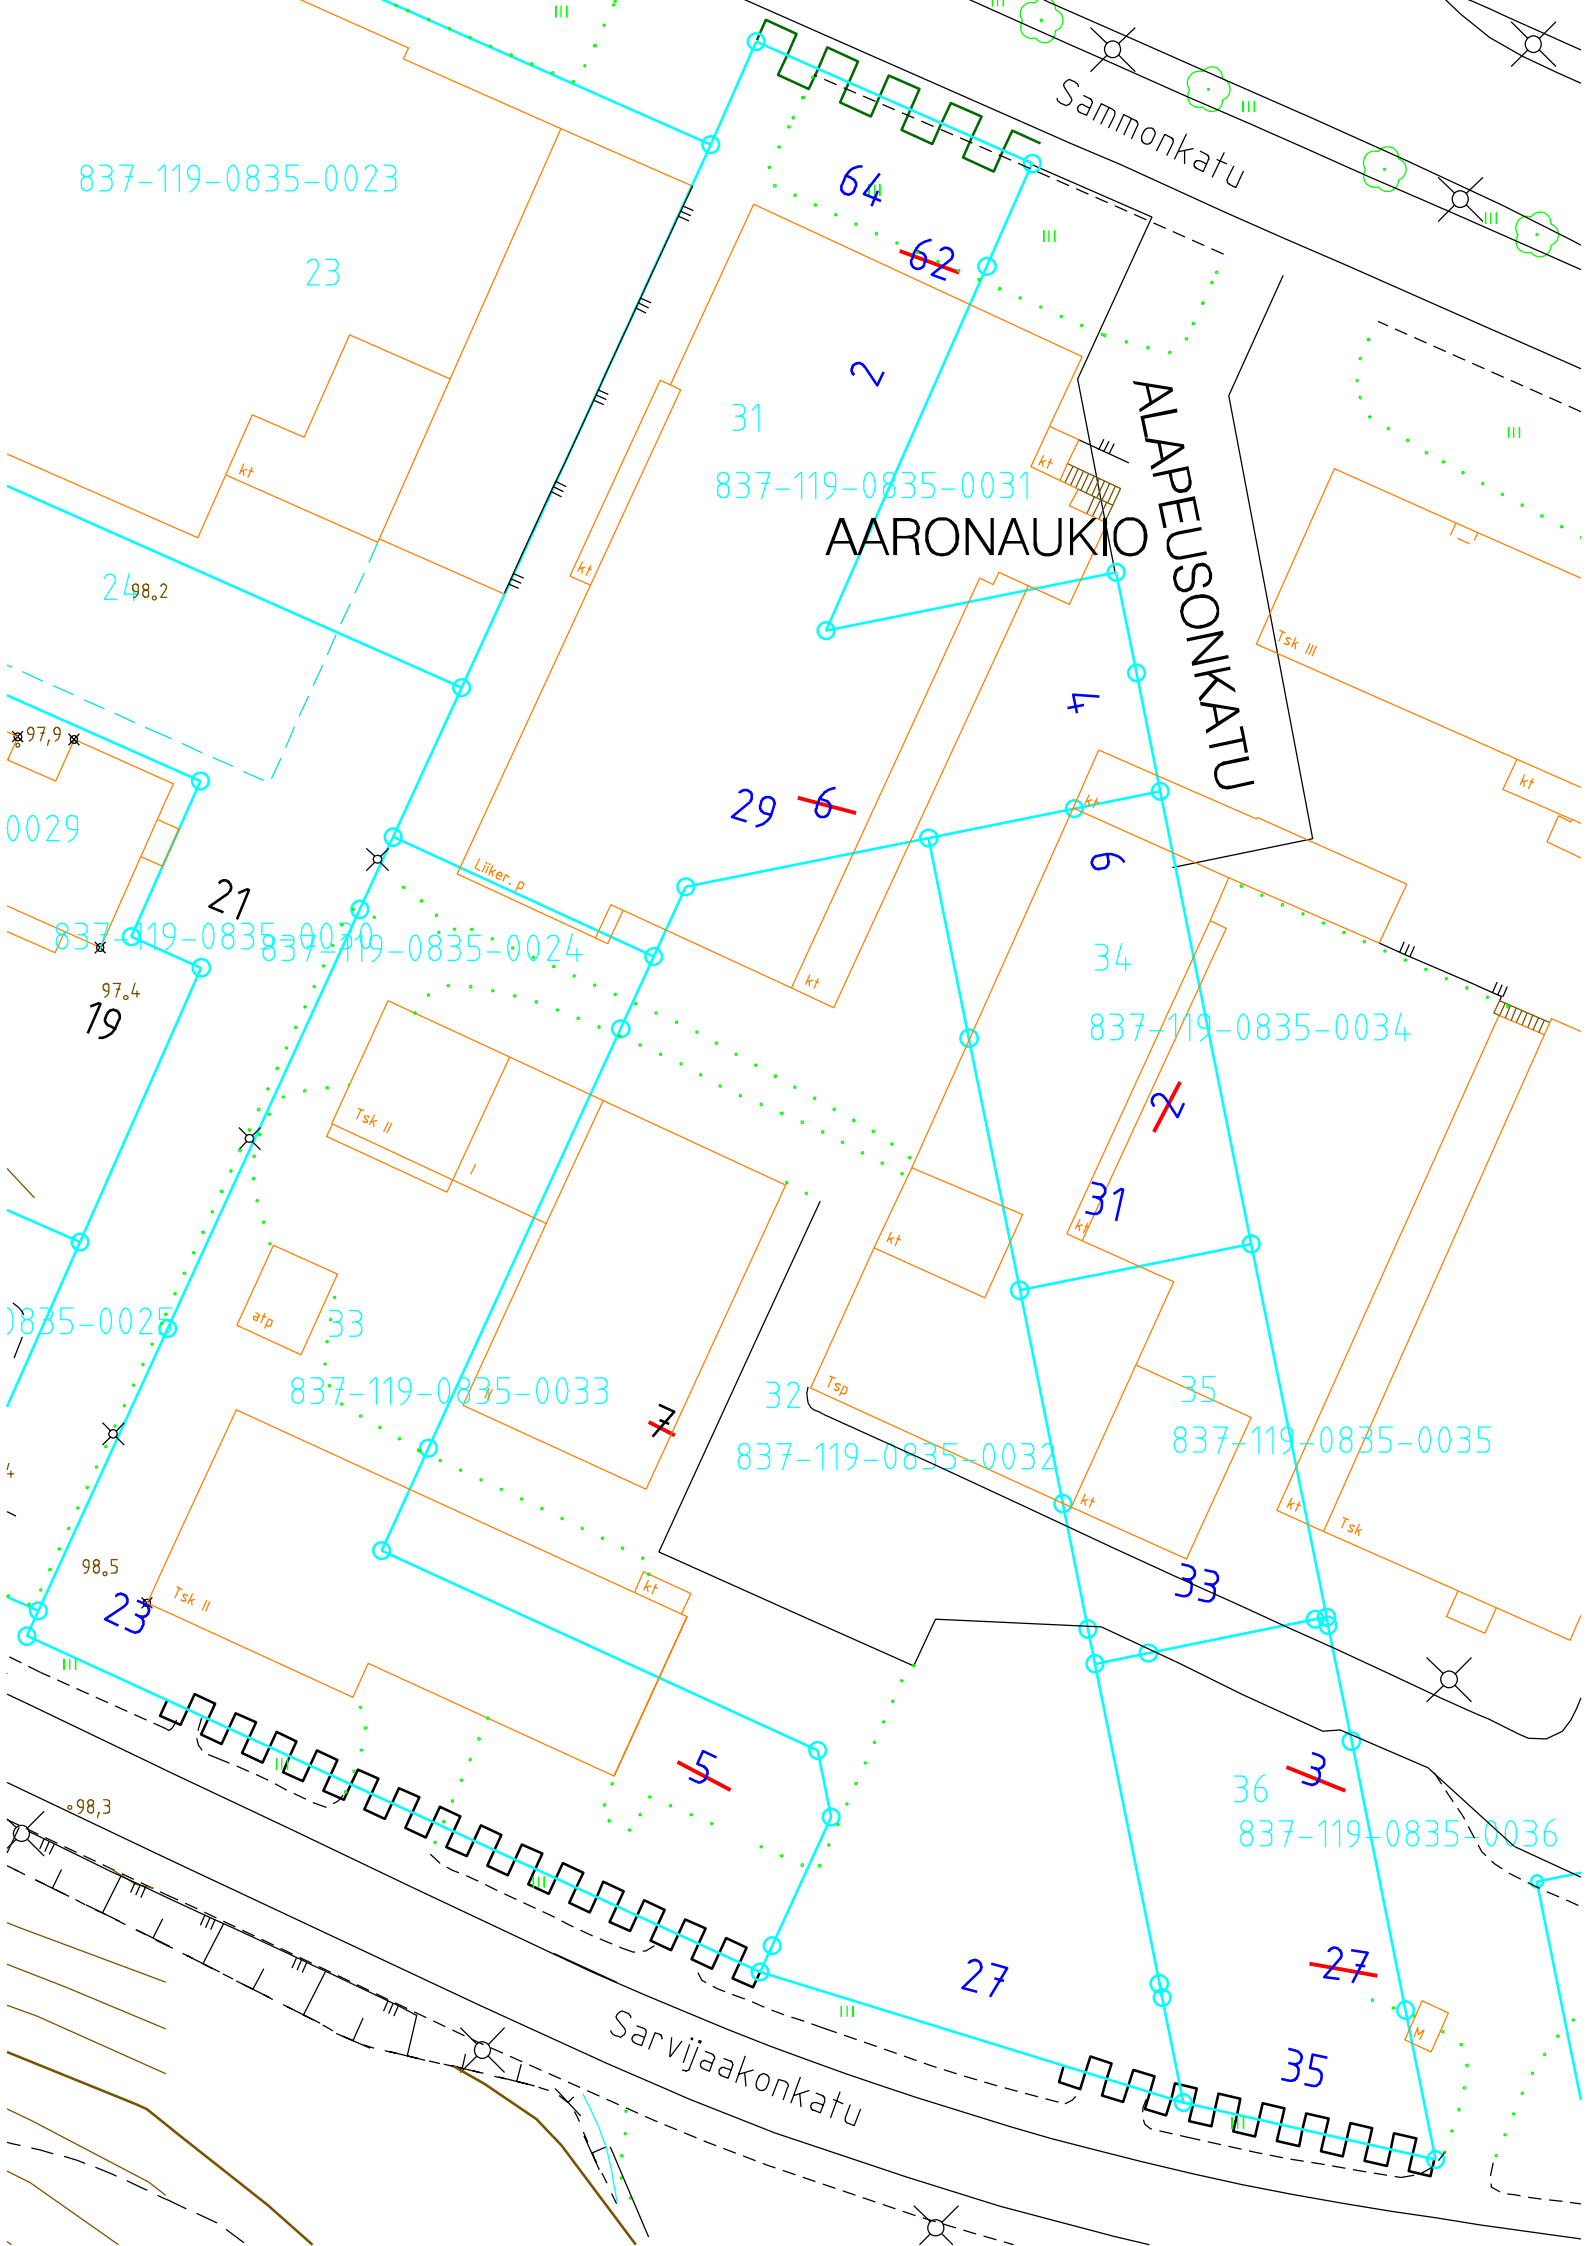 Sammonkatu
837-119-0835-0023
64
23
62
2
31
ALAPEUSONKATU
kt
kt
837-119-0835-0031
AARONAUKIO
kt
24
98.2
Tsk III
4
97,9
kt
29
6
kt
0029
6
Liiker. p
21
837-119-0835-0030
837-119-0835-0024
34
kt
97.4
19
837-119-0835-0034
2
Tsk II
I
31
kt
kt
atp
33
0835-0025
837-119-0835-0033
II
7
32
Tsp
35
837-119-0835-0032
837-119-0835-0035
4
kt
kt
Tsk
98.5
23
Tsk II
kt
33
5
3
36
98,3
837-119-0835-0036
27
27
M
Sarvijaakonkatu
35